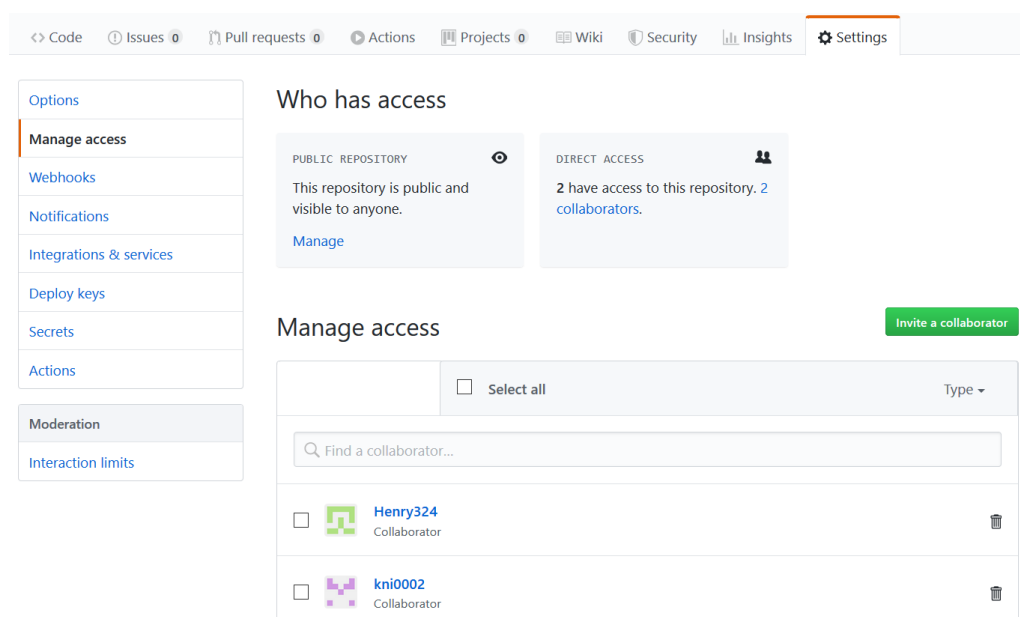 Code Issues 0 Pull requests 0 Actions Projects 0 Wiki Security Insights Settings
Options
Manage access
Webhooks
Notifications
Integrations & services
Deploy keys
Secrets
Actions
Moderation
Interaction limits
Who has access
PUBLIC REPOSITORY
This repository is public and
visible to anyone.
Manage
DIRECT ACCESS
2 have access to this repository. 2
collaborators.
Manage access
Invite a collaborator
Select all
Type
Find a collaborator...
Henry324
Collaborator
kni0002
Collaborator